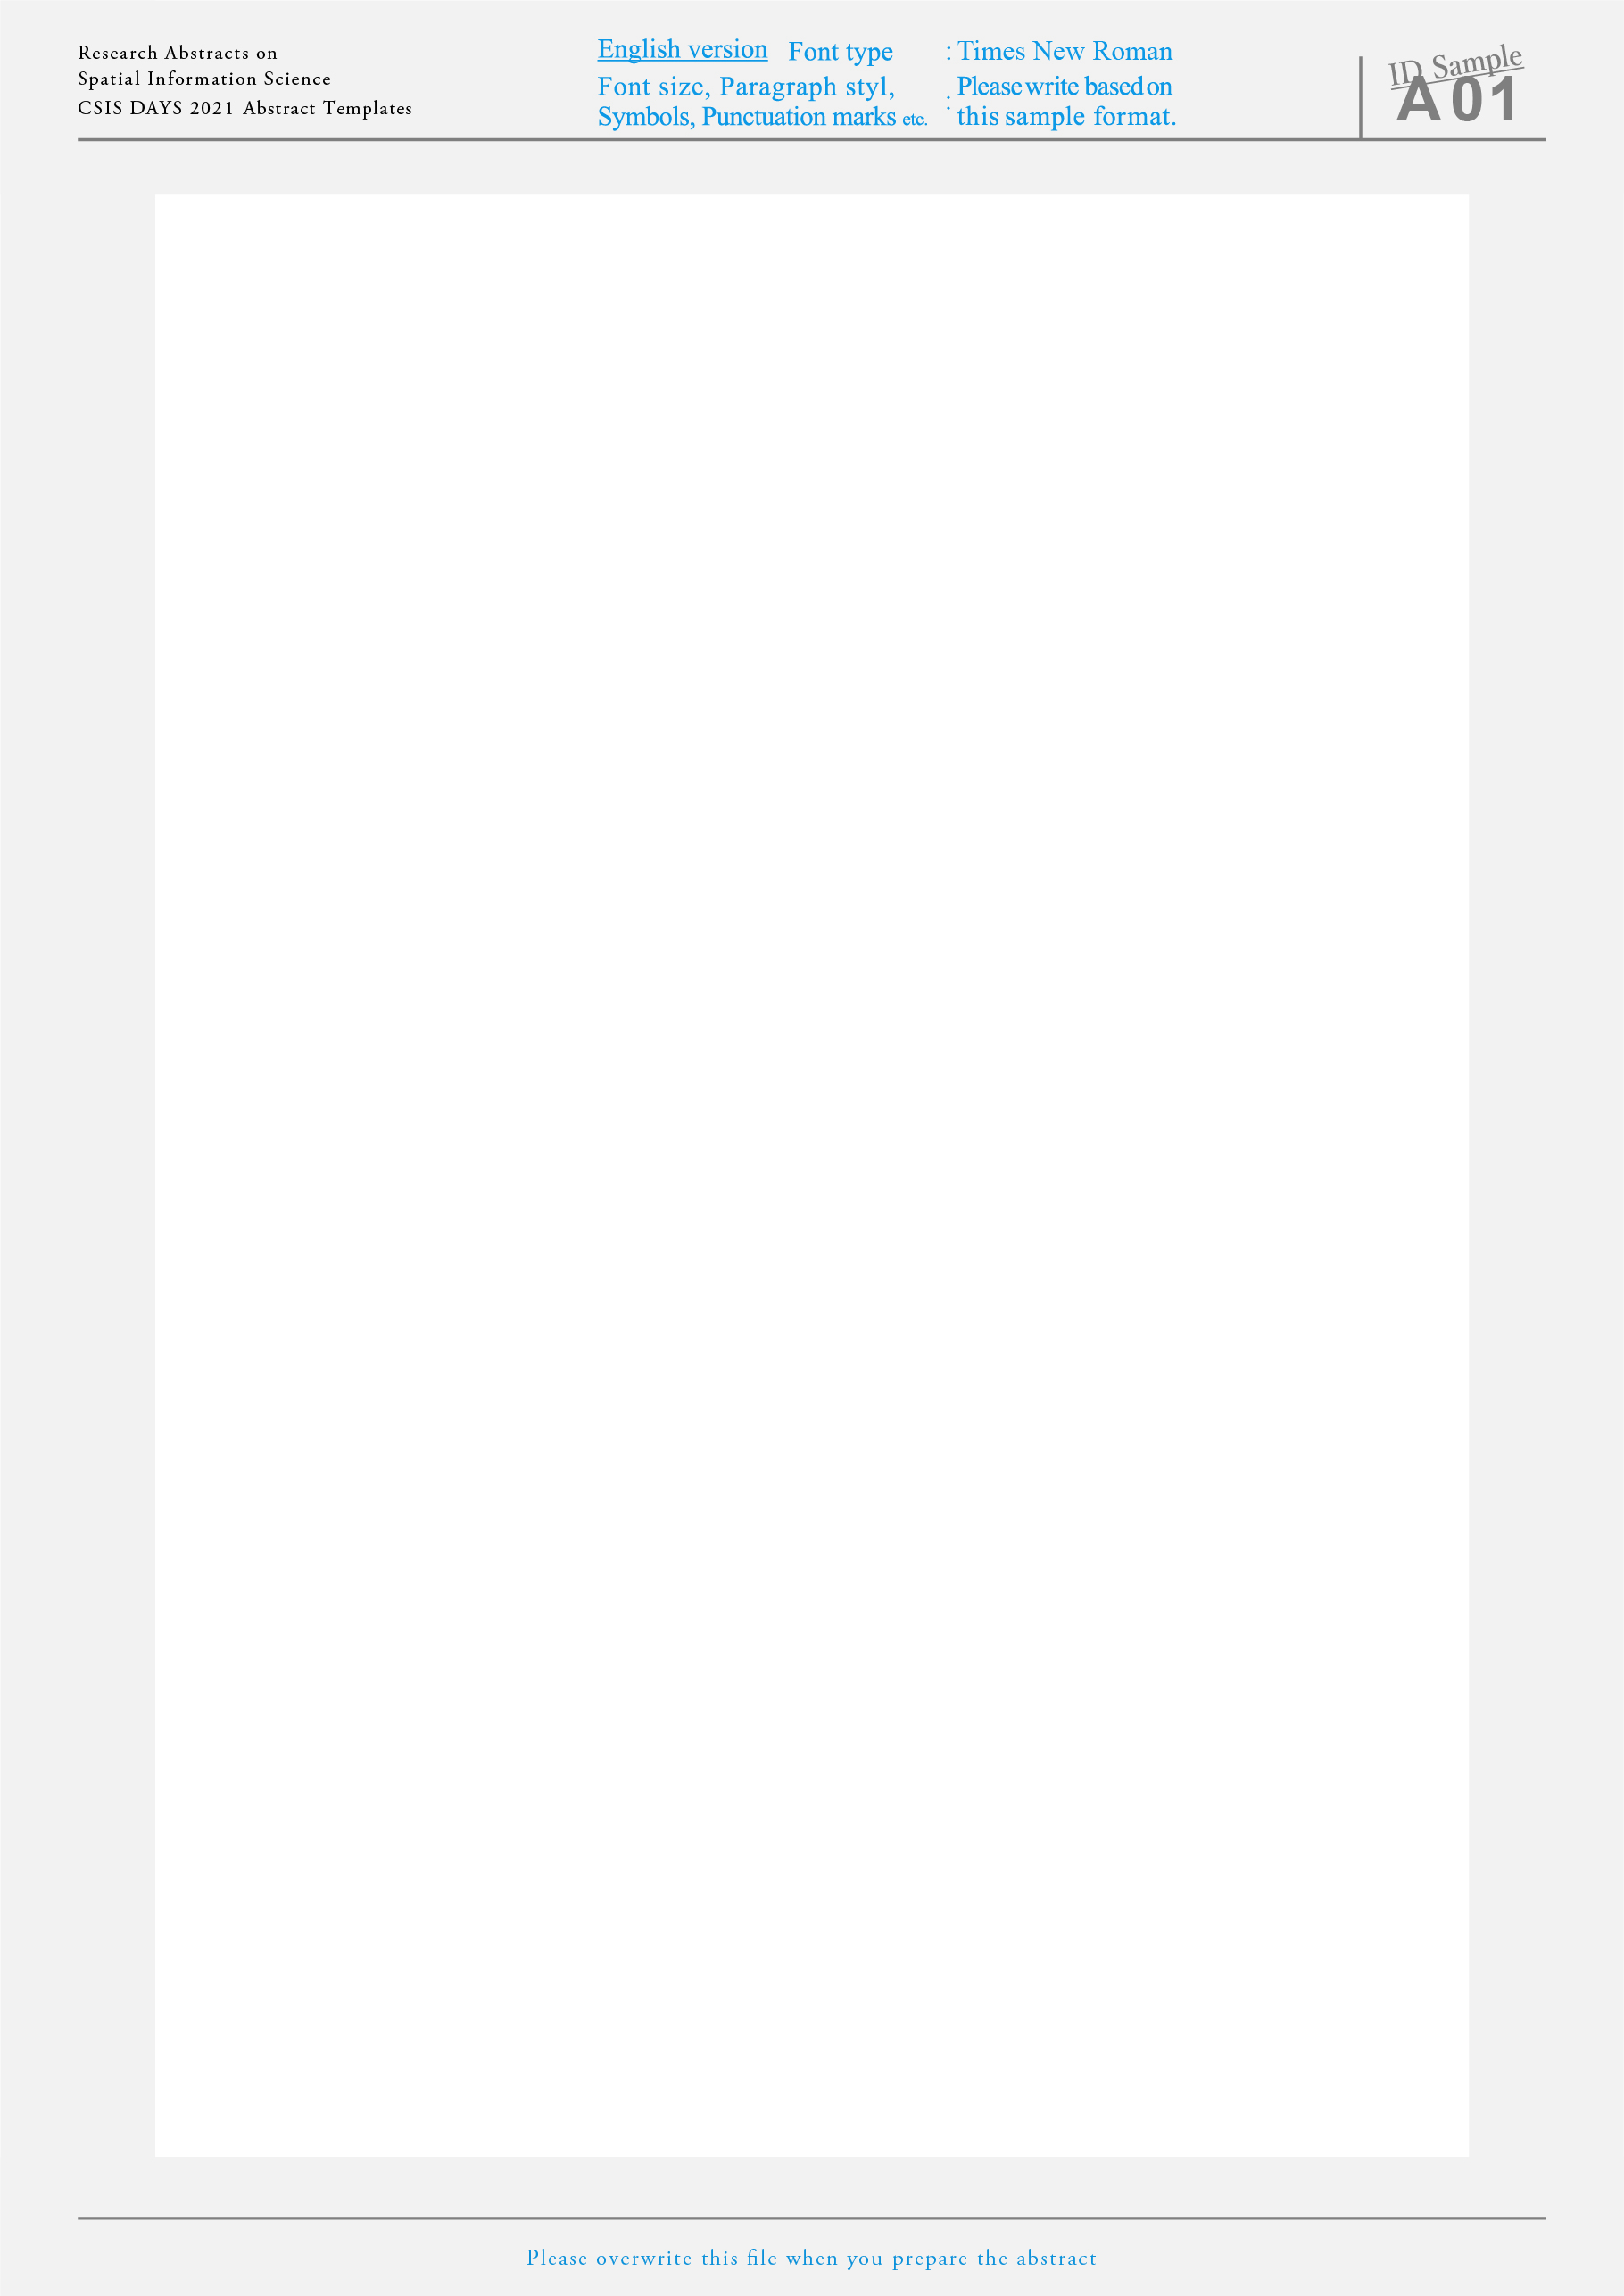 Research Abstracts on
Spatial Information Science
CSIS DAYS 2021 Abstract Templates
English version Font type : Times New Roman
Font size, Paragraph styl,
Symbols, Punctuation marks etc.
: Please write based on
this sample format.
ID Sample
A01
Please overwrite this file when you prepare the abstract